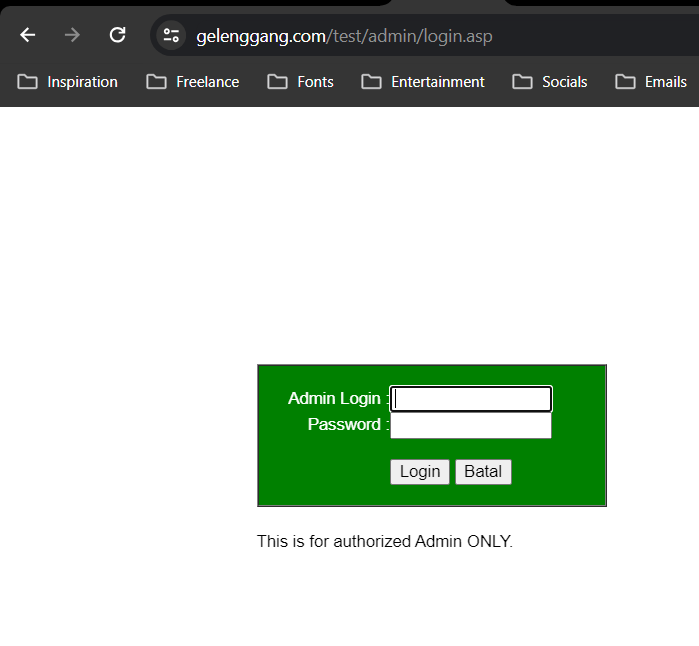 gelenggang.com/test/admin/login.asp
Inspiration Freelance Fonts Entertainment Socials Emails
Admin Login :
Password :
Login Batal
This is for authorized Admin ONLY.